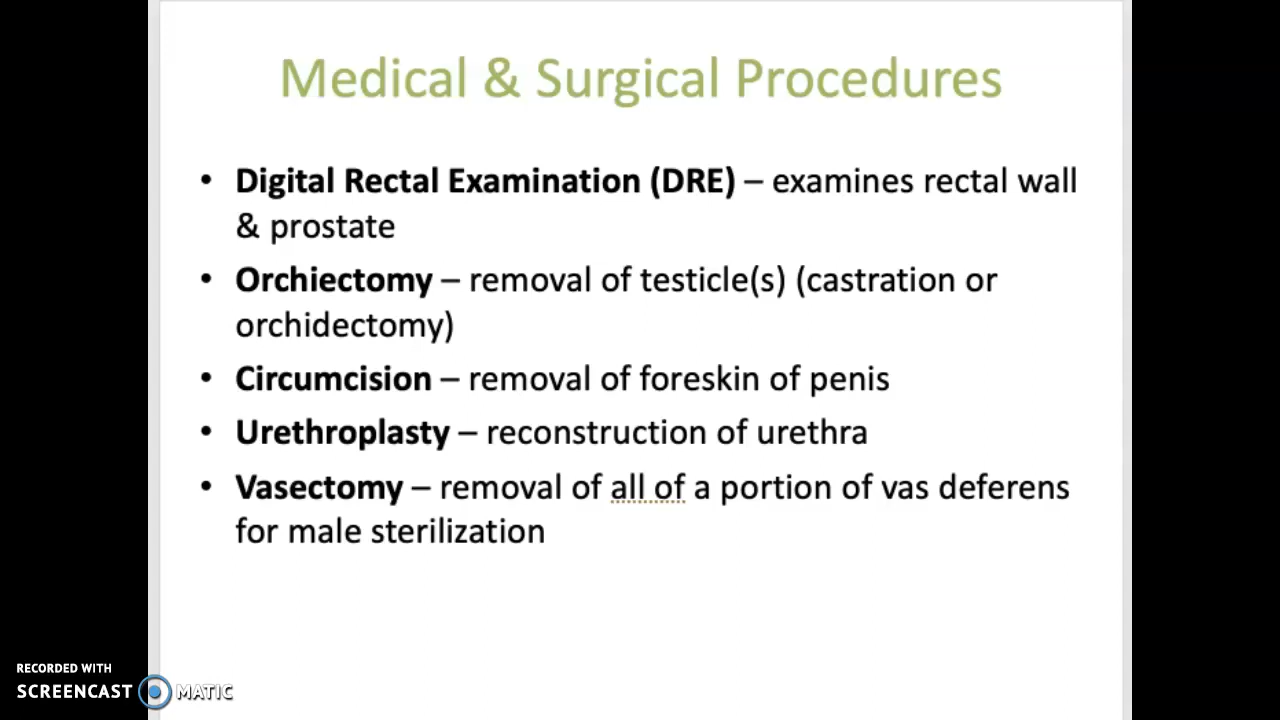 Medical & Surgical Procedures
• Digital Rectal Examination (DRE) – examines rectal wall
& prostate
• Orchiectomy – removal of testicle(s) (castration or
orchidectomy)
• Circumcision – removal of foreskin of penis
• Urethroplasty – reconstruction of urethra
• Vasectomy – removal of all of a portion of vas deferens
for male sterilization
RECORDED WITH
SCREENCAST MATIC